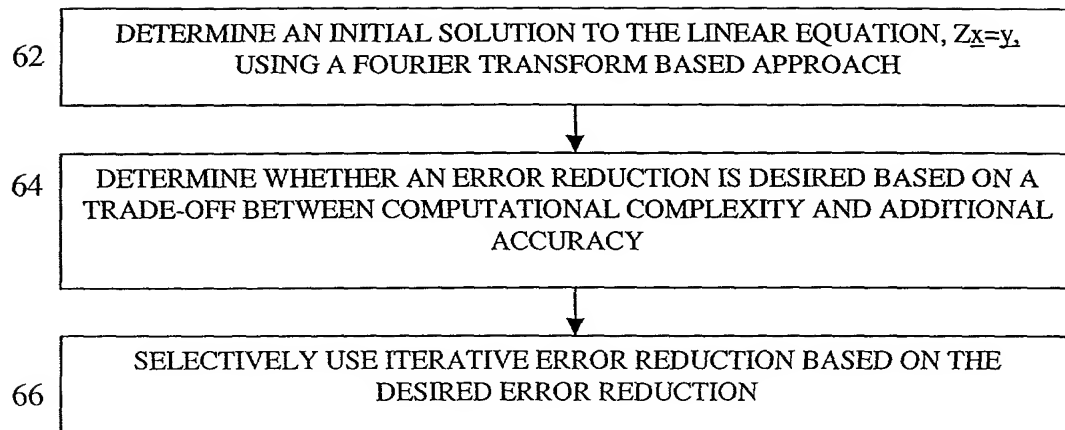 62
DETERMINE AN INITIAL SOLUTION TO THE LINEAR EQUATION, Zx=y,
USING A FOURIER TRANSFORM BASED APPROACH
64
DETERMINE WHETHER AN ERROR REDUCTION IS DESIRED BASED ON A
TRADE-OFF BETWEEN COMPUTATIONAL COMPLEXITY AND ADDITIONAL
ACCURACY
66
SELECTIVELY USE ITERATIVE ERROR REDUCTION BASED ON THE
DESIRED ERROR REDUCTION